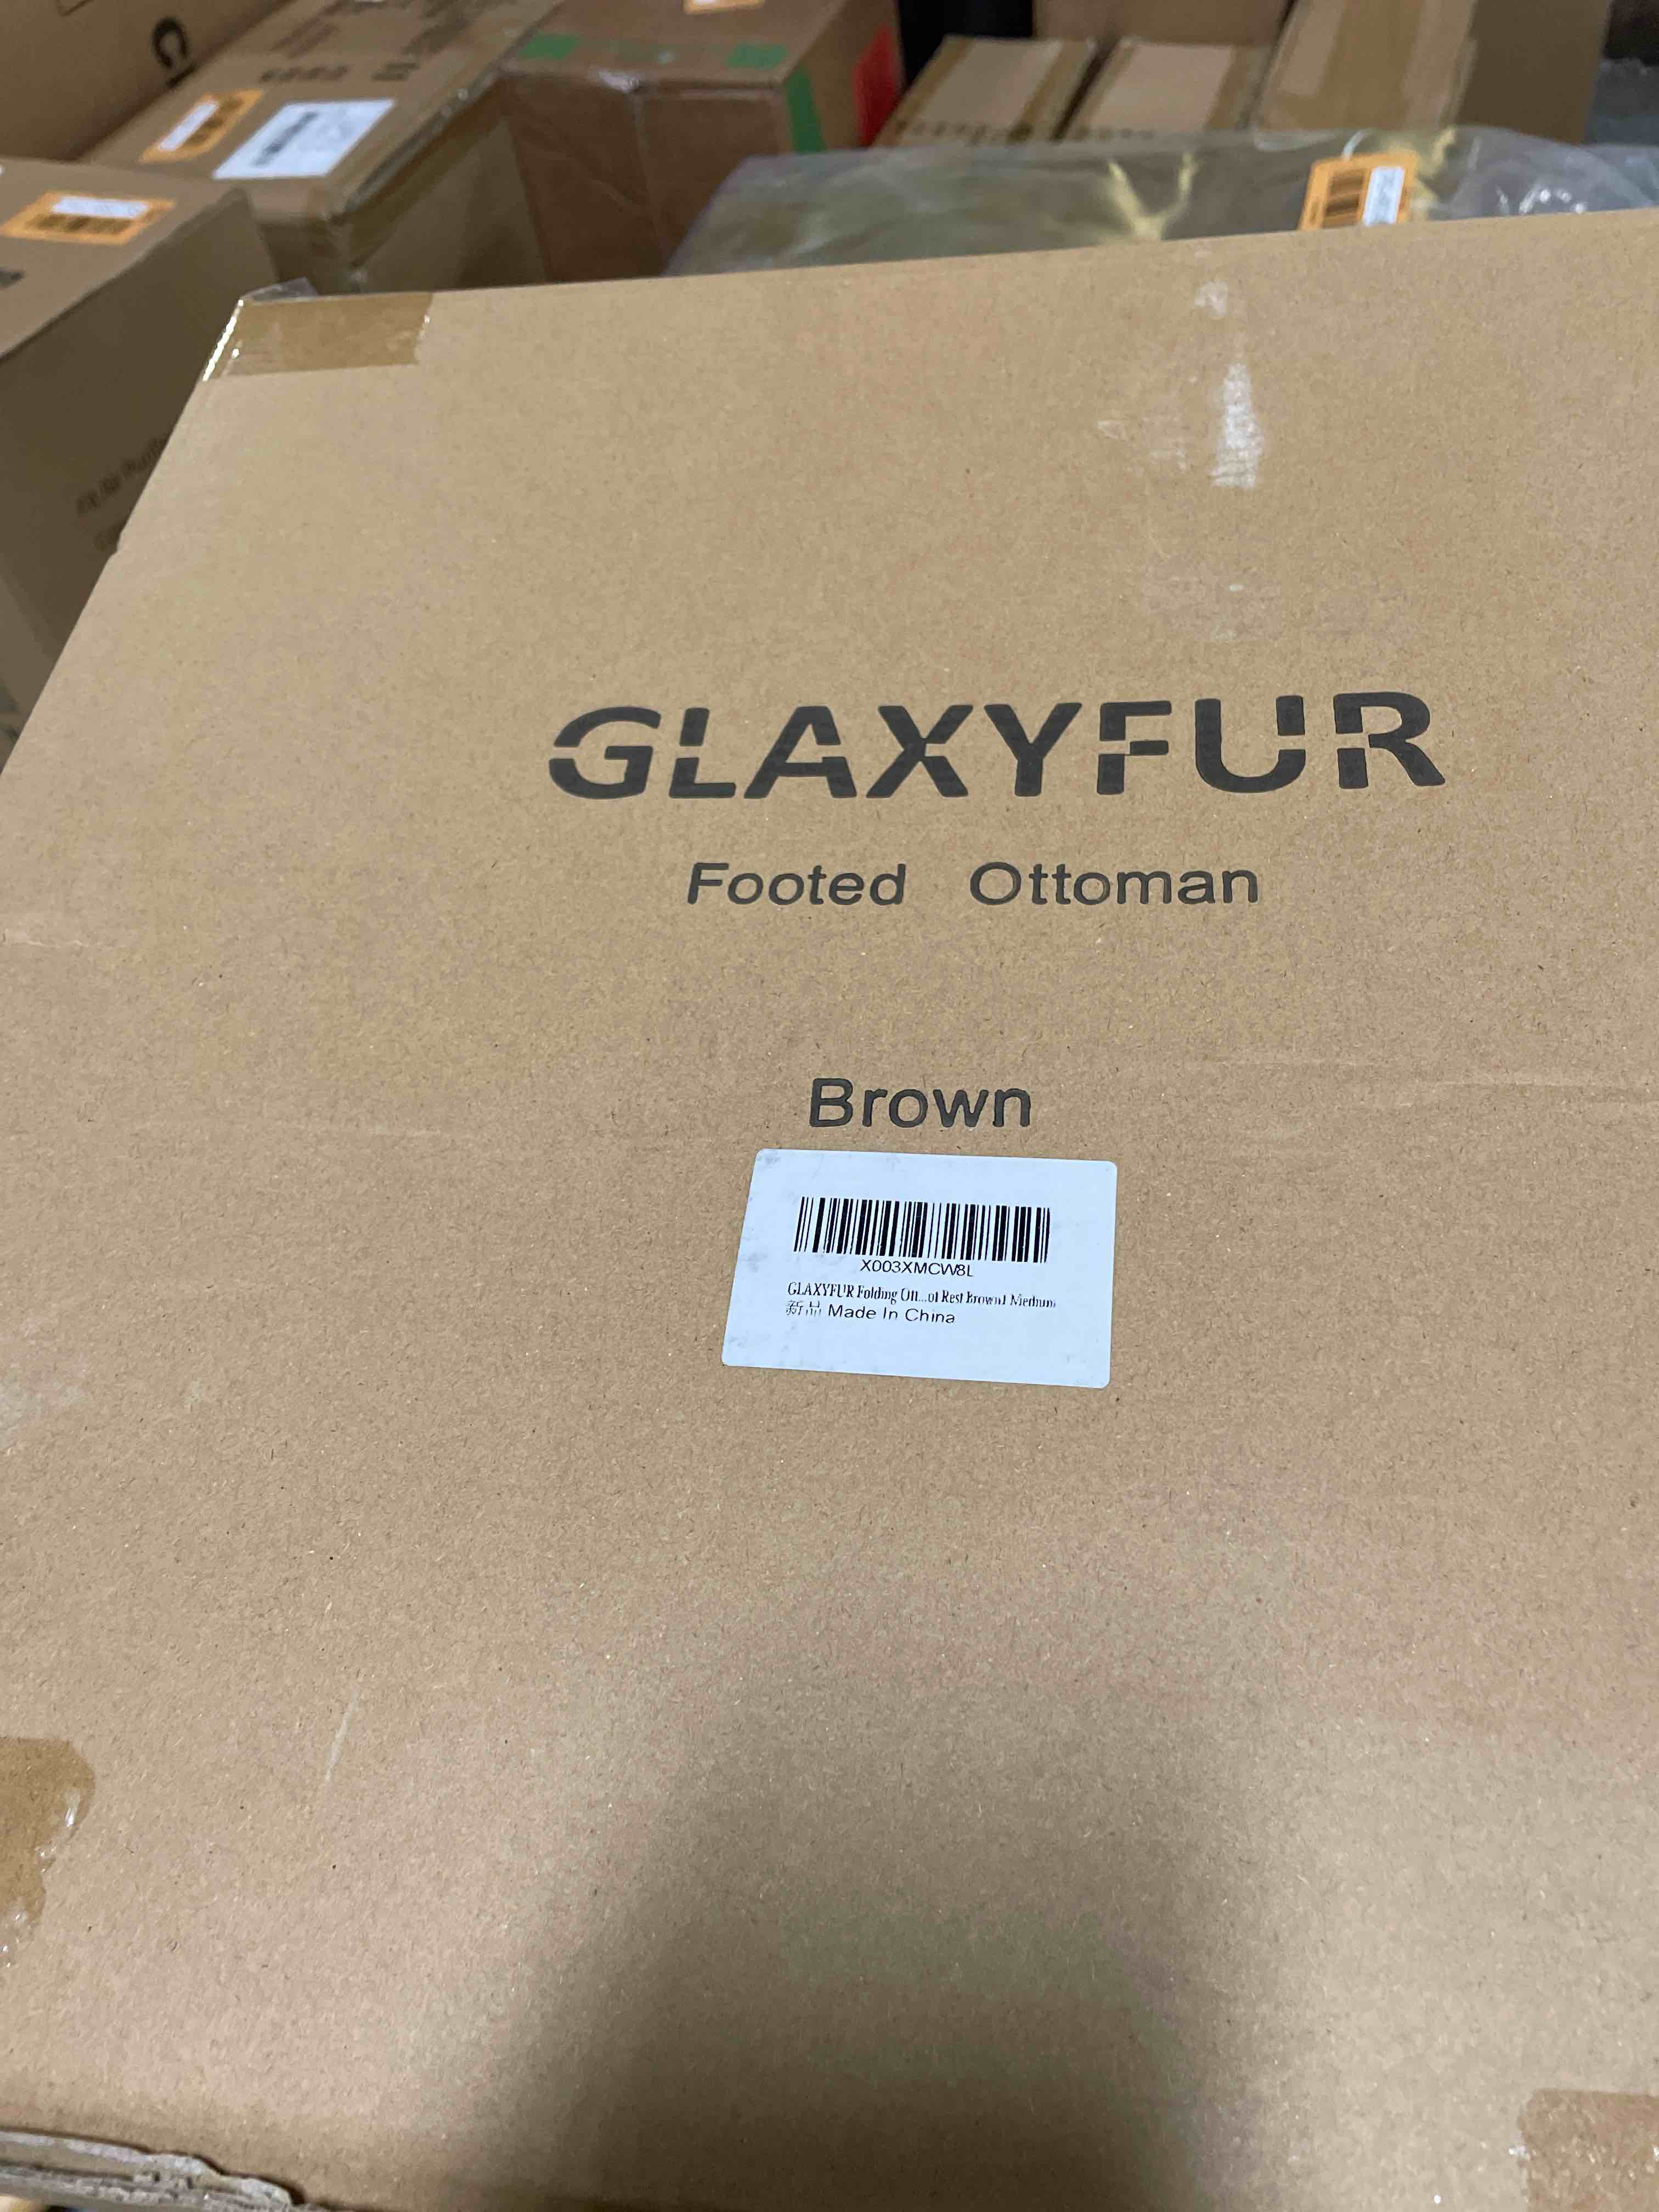 GLAXYFUR
Footed Ottoman
Brown
X003XMCW8L
GLAXYFUR Folding Ott...ot Rest Brown1 Medium
新品 Made In China